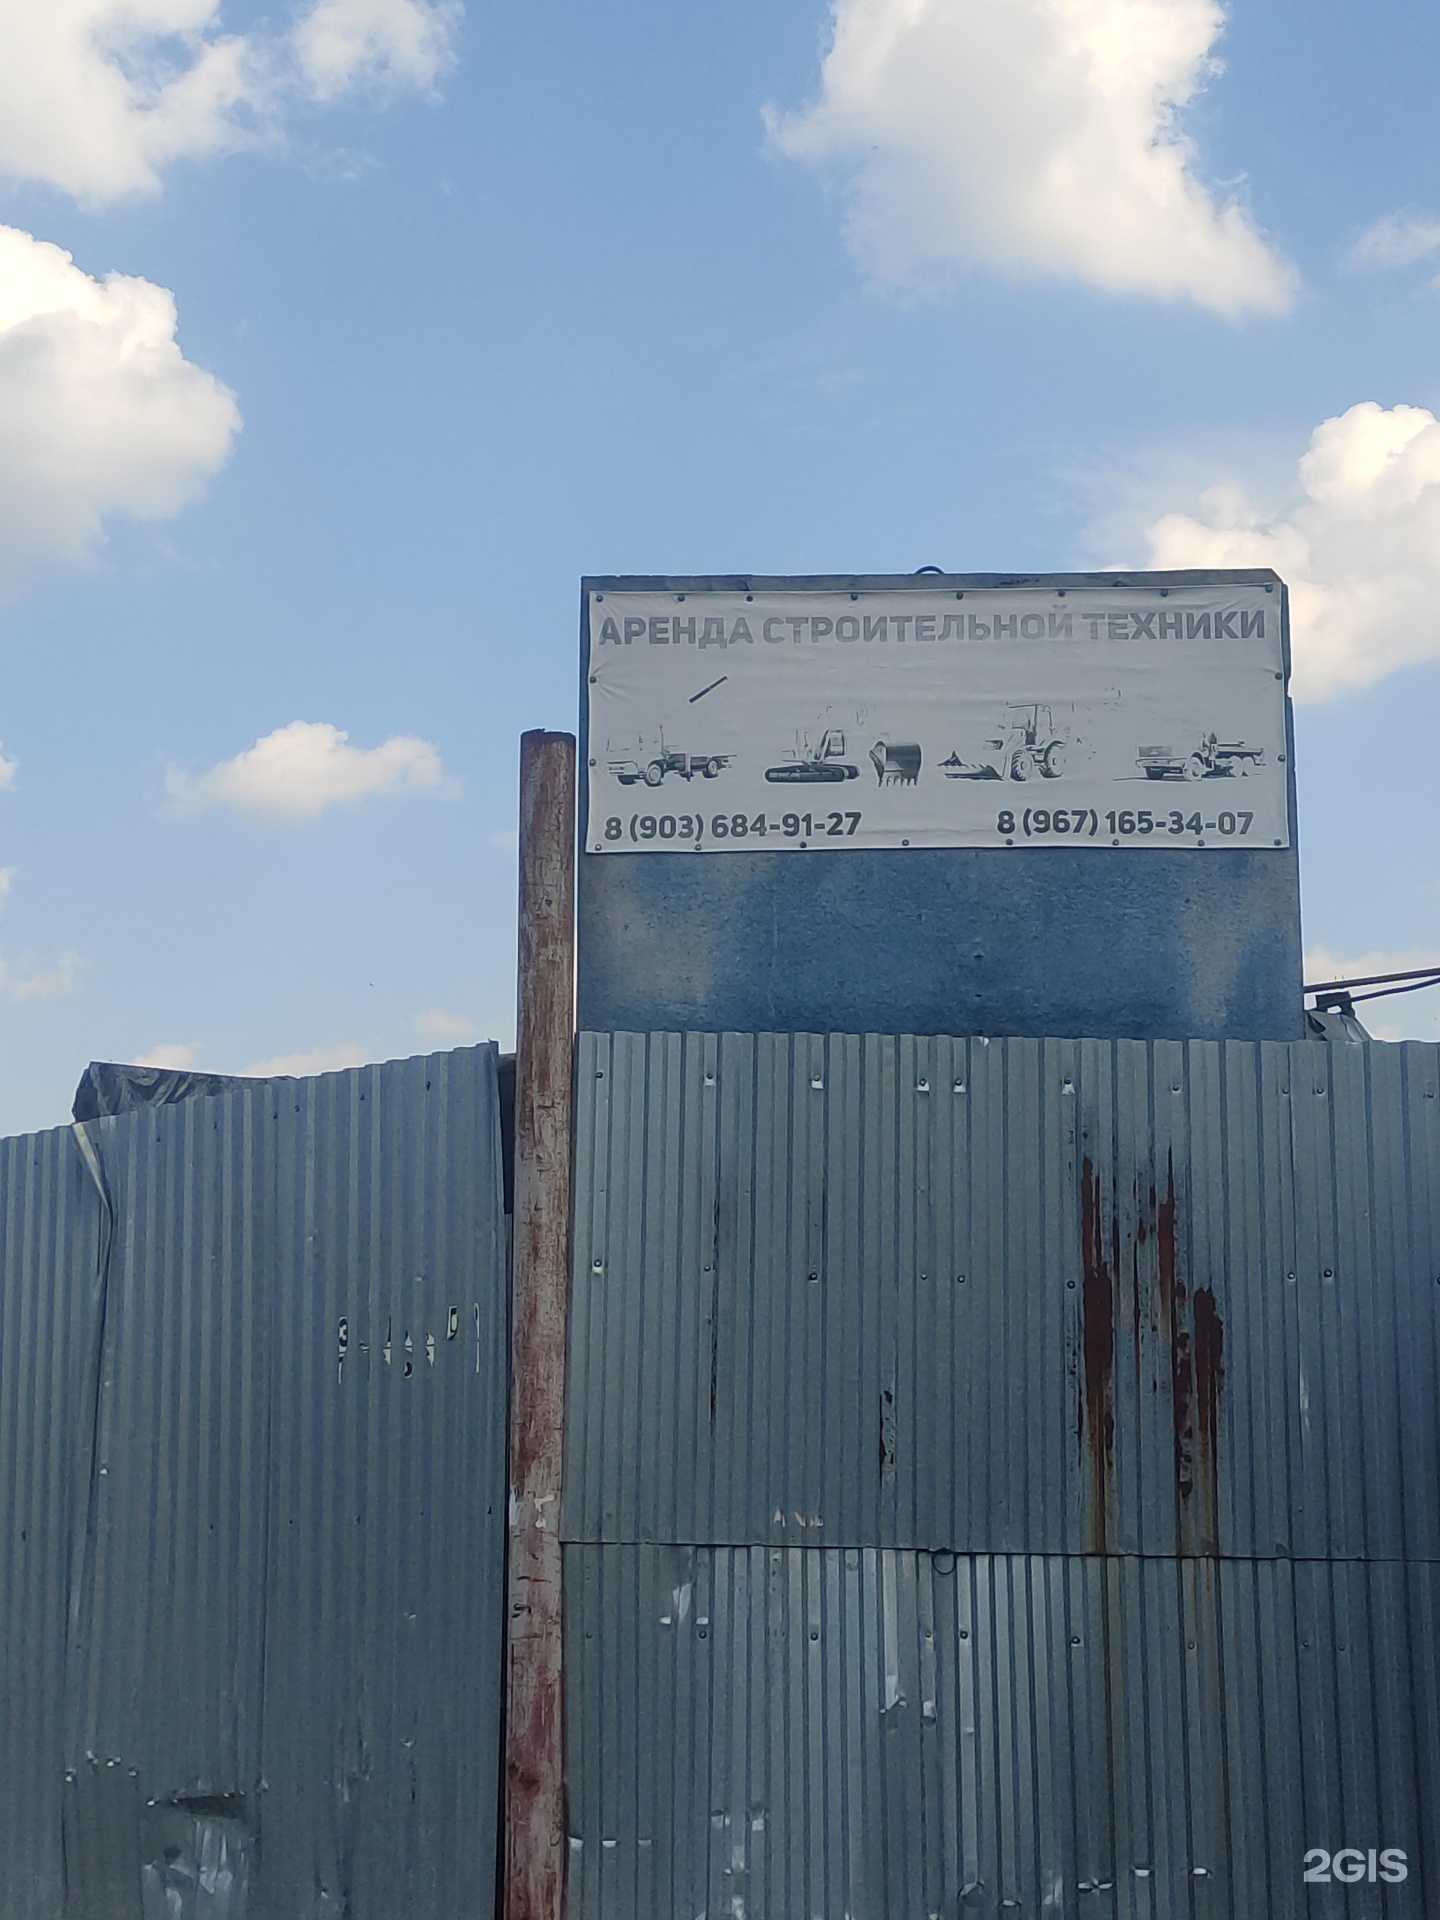 АРЕНДА СТРОИТЕЛЬНОЙ ТЕХНИКИ
8 (903) 684-91-27 8 (967) 165-34-07
2GIS